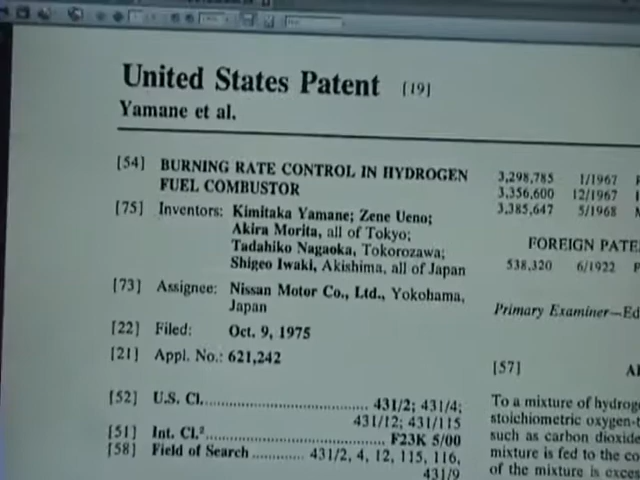 United States Patent [19]
Yamane et al.
[54] BURNING RATE CONTROL IN HYDROGEN
FUEL COMBUSTOR
[75] Inventors: Kimitaka Yamane; Zene Ueno;
Akira Morita, all of Tokyo;
Tadahiko Nagaoka, Tokorozawa;
Shigeo Iwaki, Akishima, all of Japan
[73] Assignee: Nissan Motor Co., Ltd., Yokohama,
Japan
[22] Filed: Oct. 9, 1975
[21] Appl. No.: 621,242
[52] U.S. Cl. 431/2; 431/4;
431/12; 431/115
[51] Int. Cl.² F23K 5/00
[58] Field of Search 431/2, 4, 12, 115, 116,
431/9
3,298,785 1/1967
3,356,600 12/1967
3,385,647 5/1968
FOREIGN PATE
538,320 6/1922
Primary Examiner—Ed
[57] A
To a mixture of hydrog
stoichiometric oxygen-
such as carbon dioxide
mixture is fed to the co
of the mixture is exces